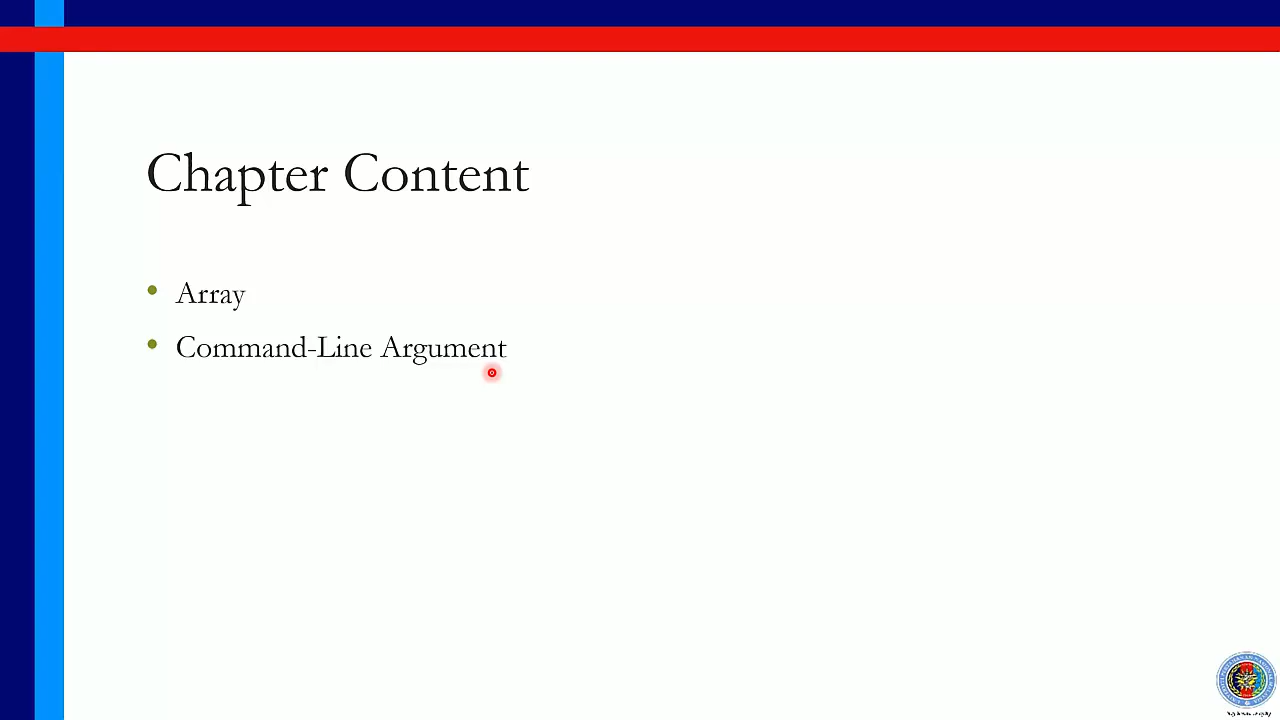 Chapter Content
• Array
• Command-Line Argument